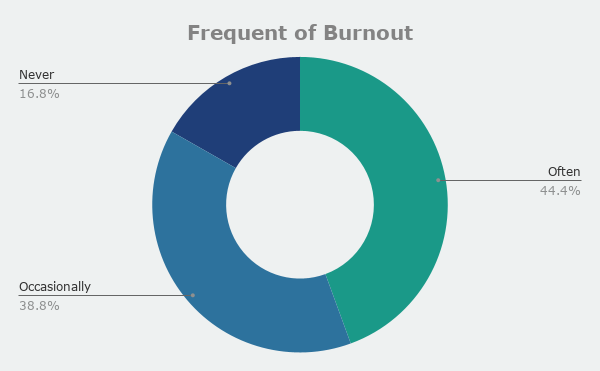 Frequent of Burnout
Never
16.8%
Often
44.4%
Occasionally
38.8%